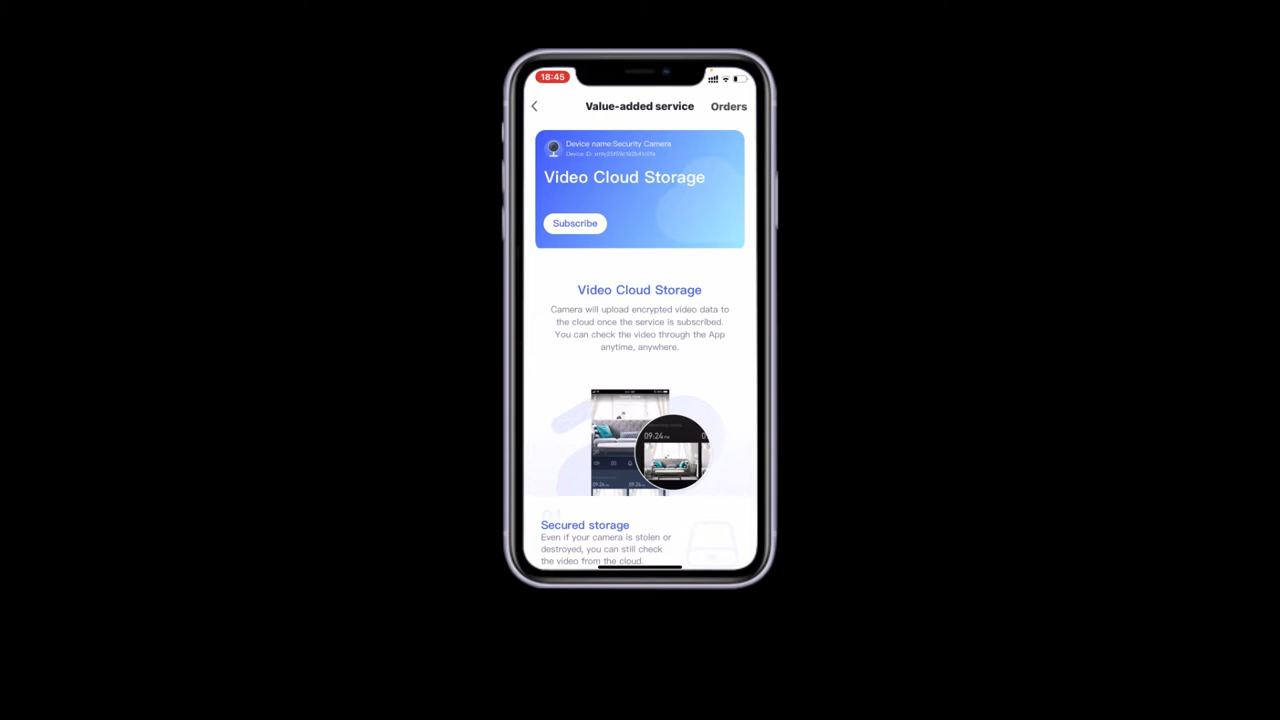 18:45
Value-added service
Orders
Device name:Security Camera
Video Cloud Storage
Subscribe
Video Cloud Storage
Camera will upload encrypted video data to
the cloud once the service is subscribed.
You can check the video through the App
anytime, anywhere.
09:24
Secured storage
Even if your camera is stolen or
destroyed, you can still check
the video from the cloud.